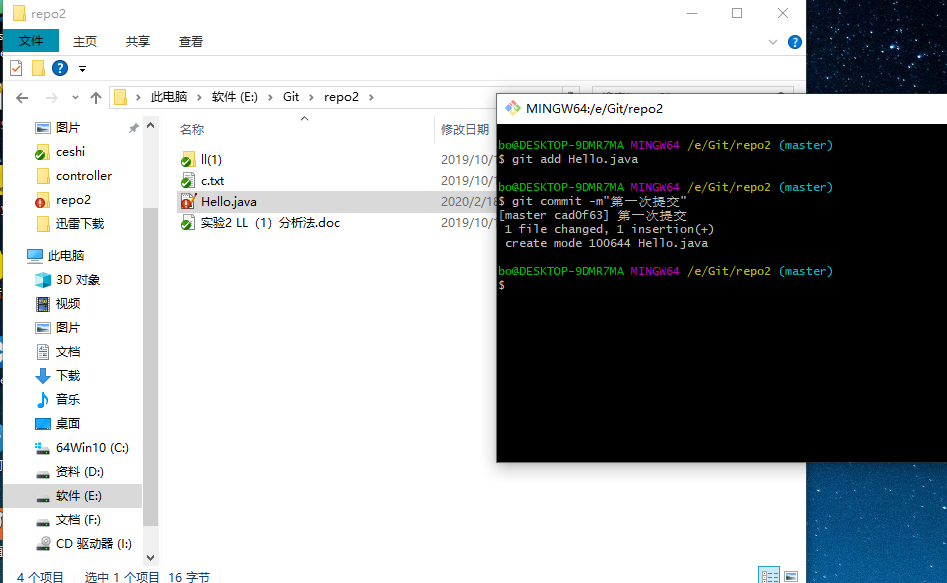 repo2
文件 主页 共享 查看
此电脑 软件 (E:) Git repo2
图片
ceshi
controller
repo2
迅雷下载
此电脑
3D 对象
视频
图片
文档
下载
音乐
桌面
64Win10 (C:)
资料 (D:)
软件 (E:)
文档 (F:)
CD 驱动器 (I:)
名称 修改日期
ll(1) 2019/10/
c.txt 2019/10/
Hello.java 2020/2/18
实验2 LL（1）分析法.doc 2019/10/
4 个项目 选中 1 个项目 16 字节
MINGW64:/e/Git/repo2
bo@DESKTOP-9DMR7MA MINGW64 /e/Git/repo2 (master)
$ git add Hello.java
bo@DESKTOP-9DMR7MA MINGW64 /e/Git/repo2 (master)
$ git commit -m"第一次提交"
[master cad0f63] 第一次提交
1 file changed, 1 insertion(+)
create mode 100644 Hello.java
bo@DESKTOP-9DMR7MA MINGW64 /e/Git/repo2 (master)
$